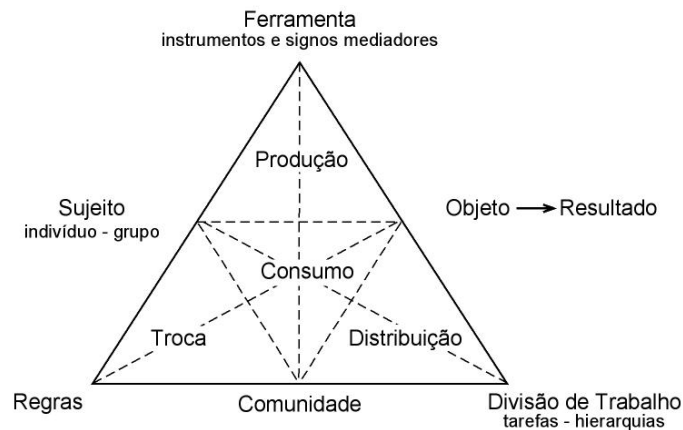 Ferramenta
instrumentos e signos mediadores
Produção
Sujeito
indivíduo - grupo
Objeto Resultado
Consumo
Troca
Distribuição
Regras
Comunidade
Divisão de Trabalho
tarefas - hierarquias